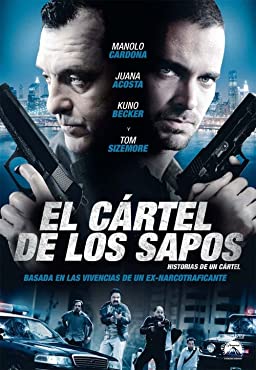 MANOLO
CARDONA
JUANA
ACOSTA
KUNO
BECKER
Y
TOM
SIZEMORE
EL CÁRTEL
DE LOS SAPOS
HISTORIAS DE UN CÁRTEL
BASADA EN LAS VIVENCIAS DE UN EX-NARCOTRAFICANTE